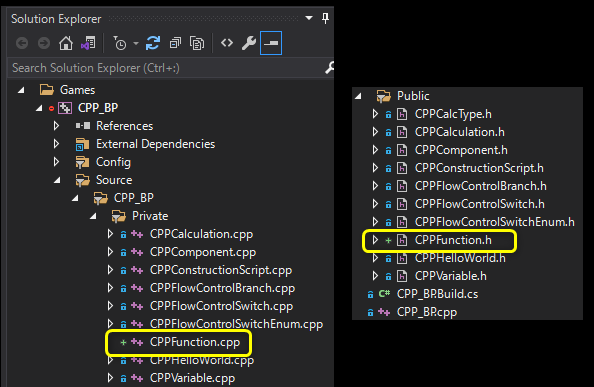 Solution Explorer
Search Solution Explorer (Ctrl+:)
Games
CPP_BP
References
External Dependencies
Config
Source
CPP_BP
Private
CPPCalculation.cpp
CPPComponent.cpp
CPPConstructionScript.cpp
CPPFlowControlBranch.cpp
CPPFlowControlSwitch.cpp
CPPFlowControlSwitchEnum.cpp
CPPFunction.cpp
CPPHelloWorld.cpp
CPPVariable.cpp
Public
CPPCalcType.h
CPPCalculation.h
CPPComponent.h
CPPConstructionScript.h
CPPFlowControlBranch.h
CPPFlowControlSwitch.h
CPPFlowControlSwitchEnum.h
CPPFunction.h
CPPHelloWorld.h
CPPVariable.h
C# CPP_BP.Build.cs
CPP_BP.cpp